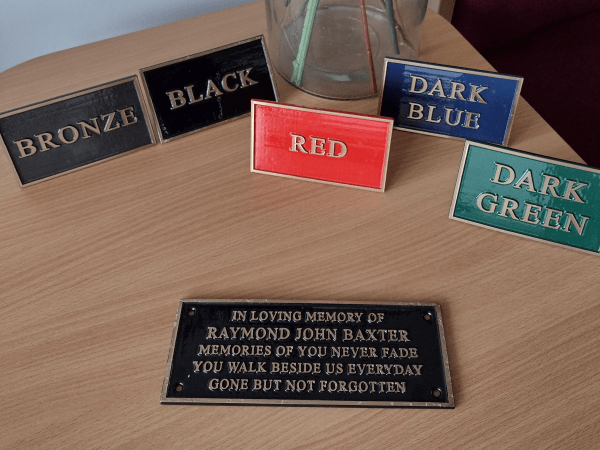 BRONZE
BLACK
RED
DARK
BLUE
DARK
GREEN
IN LOVING MEMORY OF
RAYMOND JOHN BAXTER
MEMORIES OF YOU NEVER FADE
YOU WALK BESIDE US EVERYDAY
GONE BUT NOT FORGOTTEN